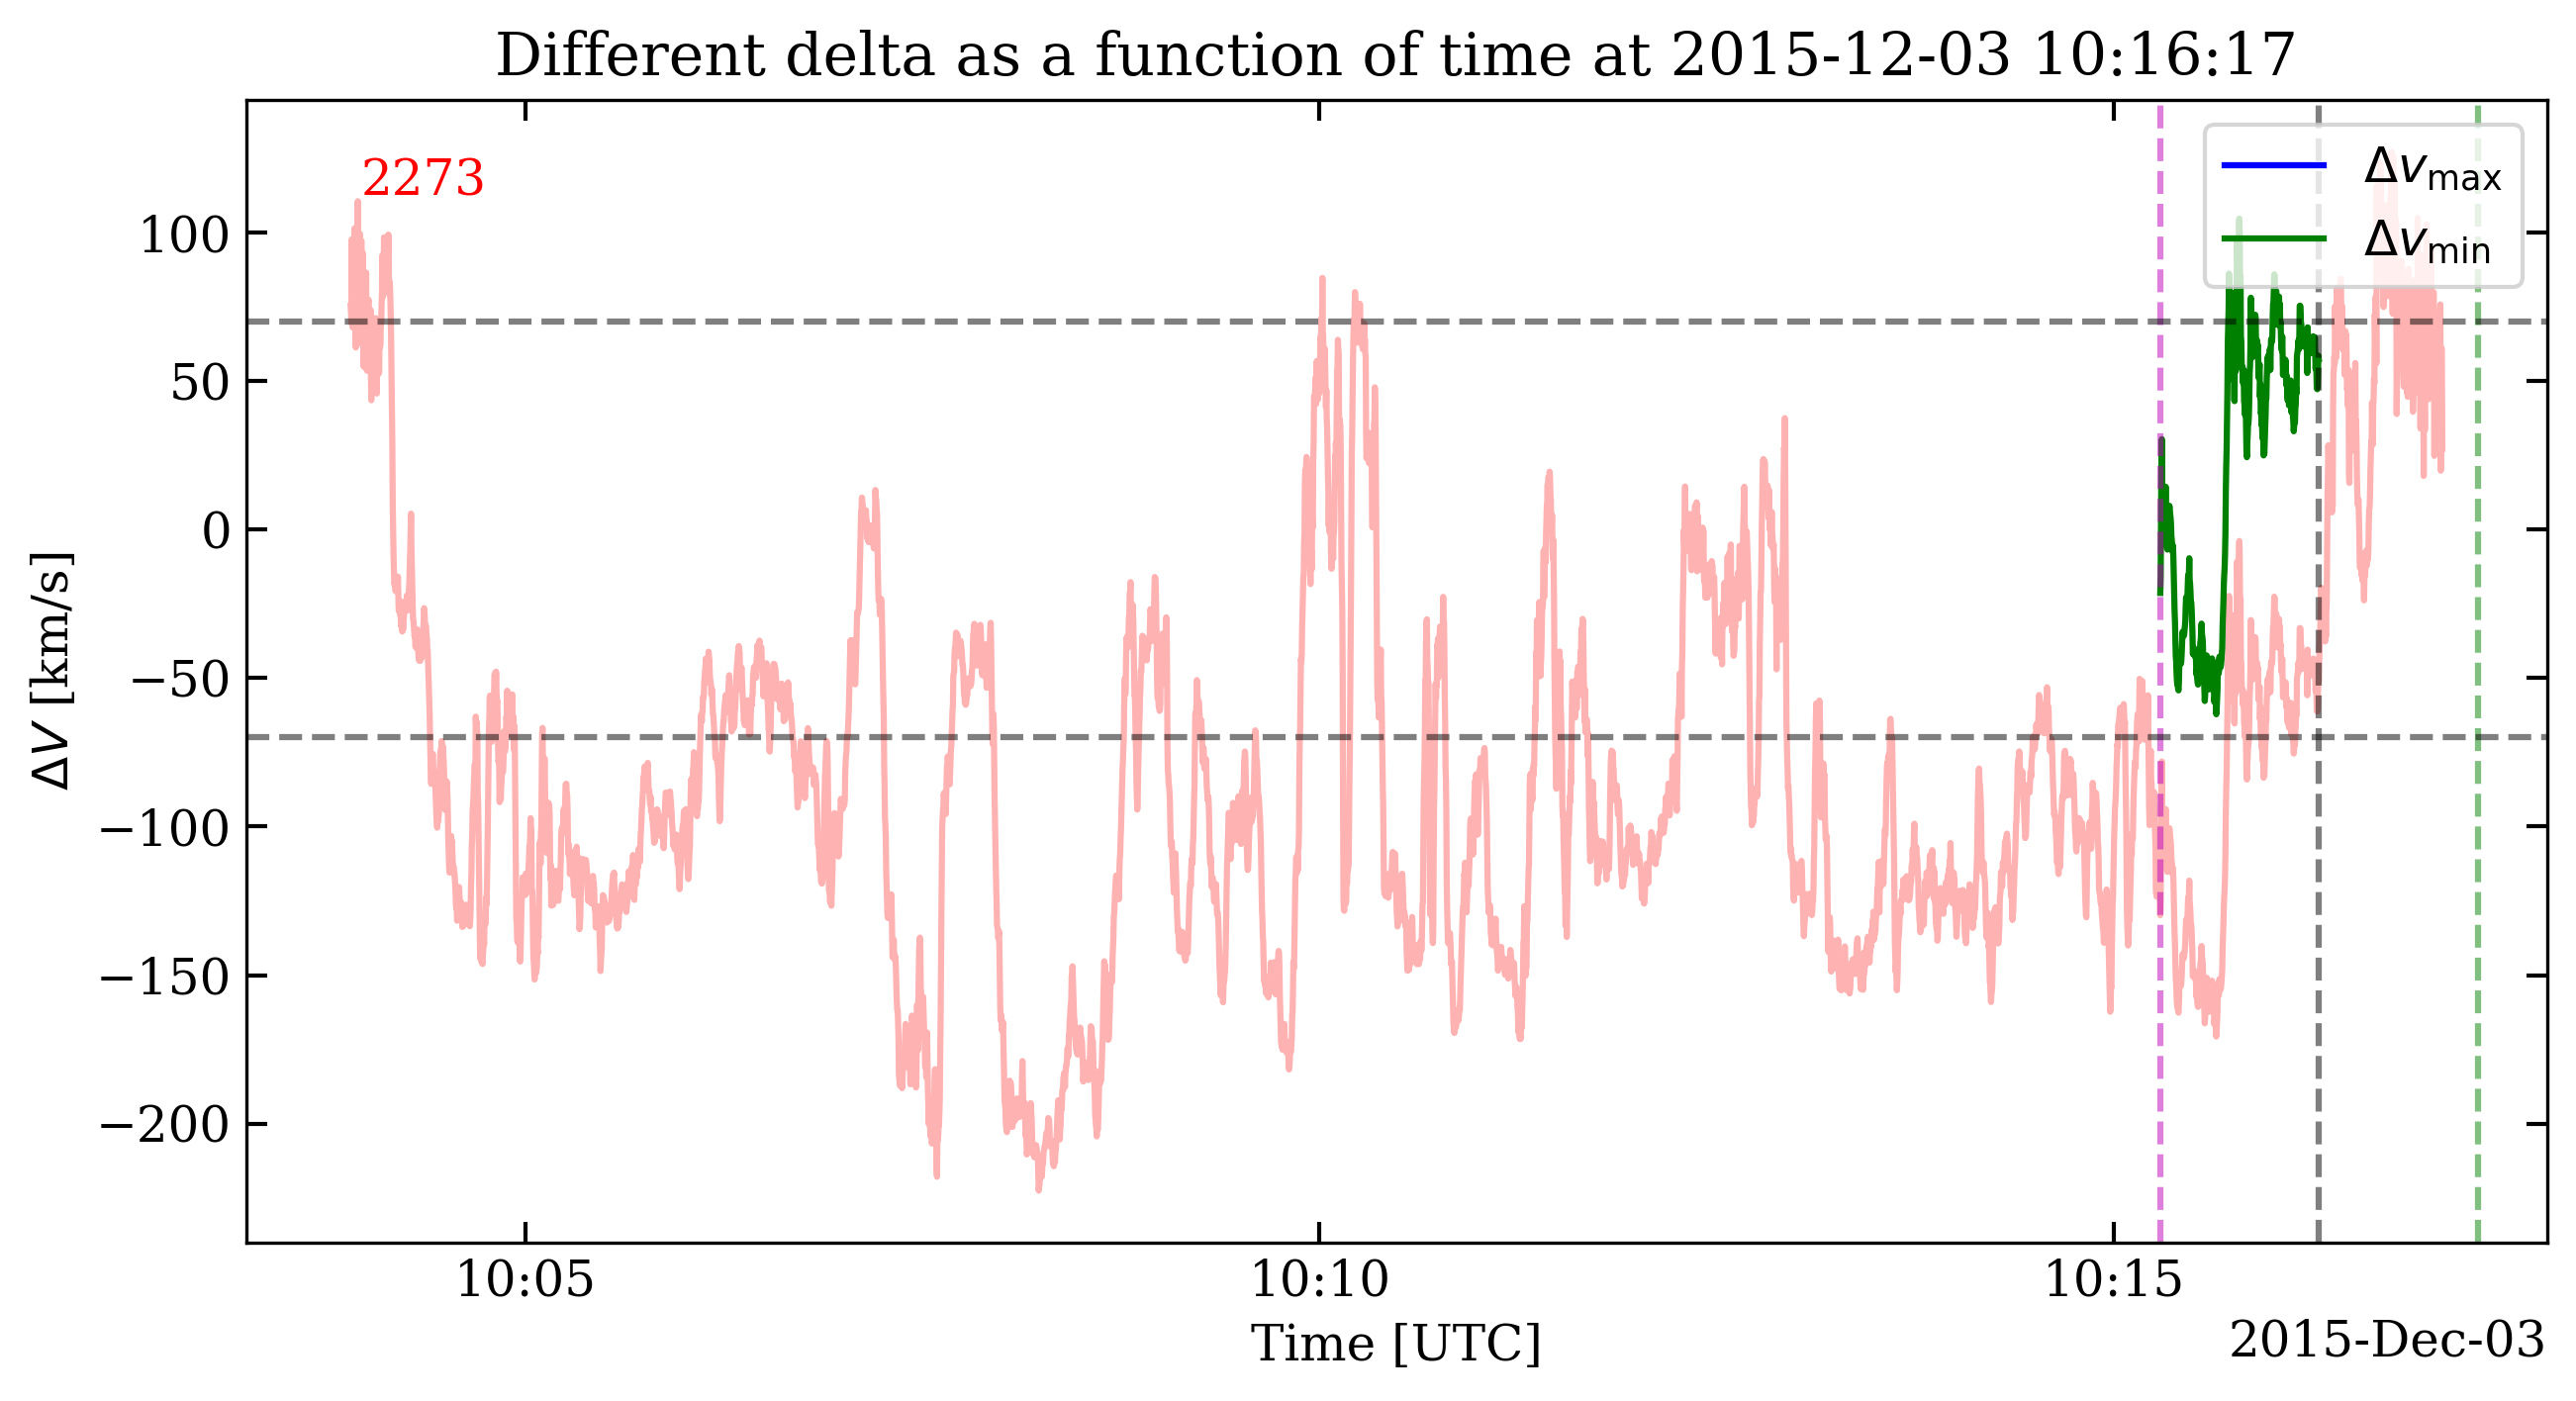 Different delta as a function of time at 2015-12-03 10:16:17
2273
Δvmax
Δvmin
100
50
0
−50
−100
−150
−200
ΔV [km/s]
10:05
10:10
10:15
Time [UTC]
2015-Dec-03